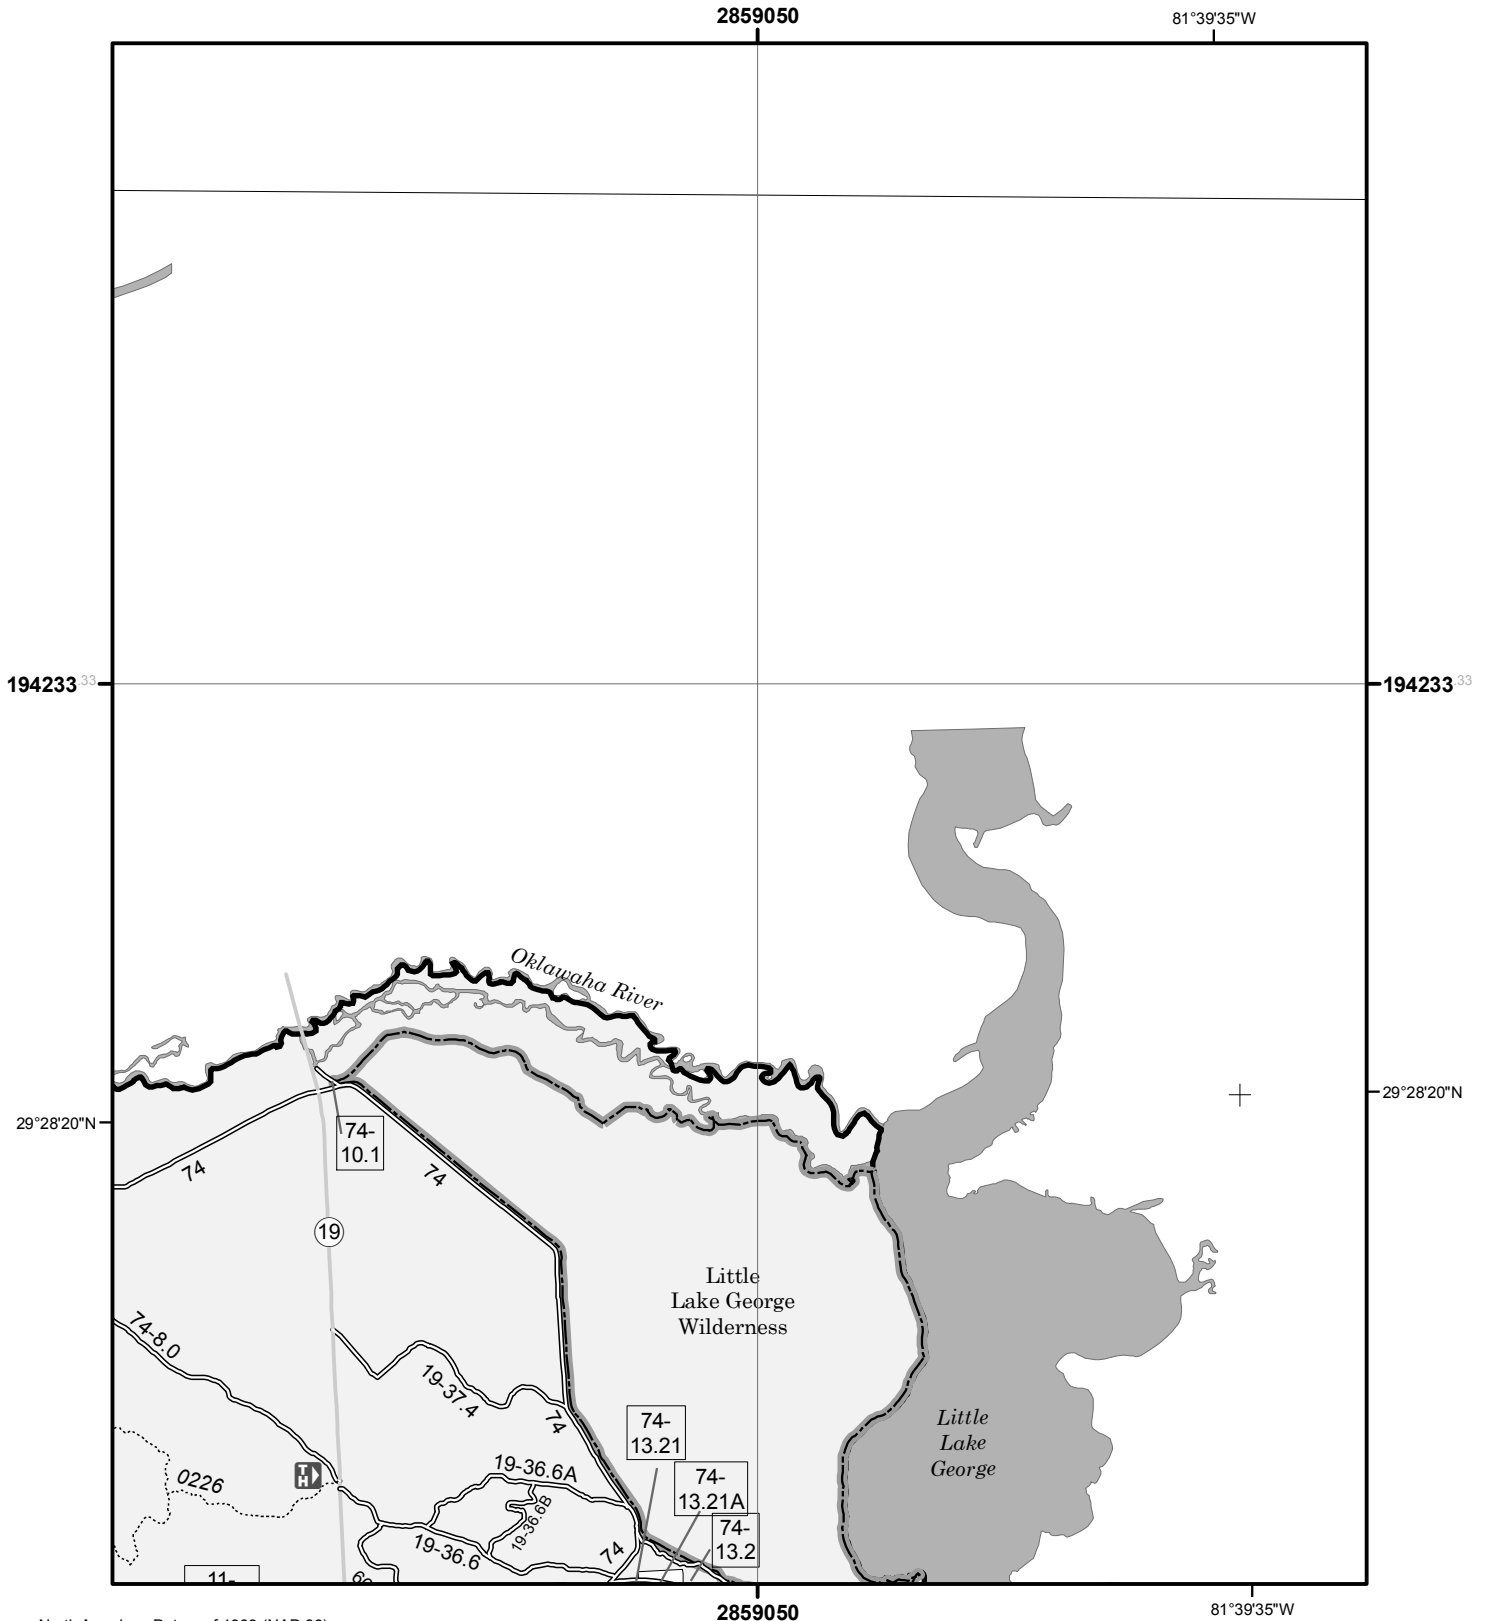 2859050
81°39'35"W
194233.33
194233.33
Oklawaha River
29°28'20"N
29°28'20"N
74-
10.1
74
74
19
Little
Lake George
Wilderness
74-8.0
19-37.4
74
74-
13.21
Little
Lake
George
0226
TH
19-36.6A
74-
13.21A
19-36.6B
74-
13.2
19-36.6
74
11-
2859050
81°39'35"W